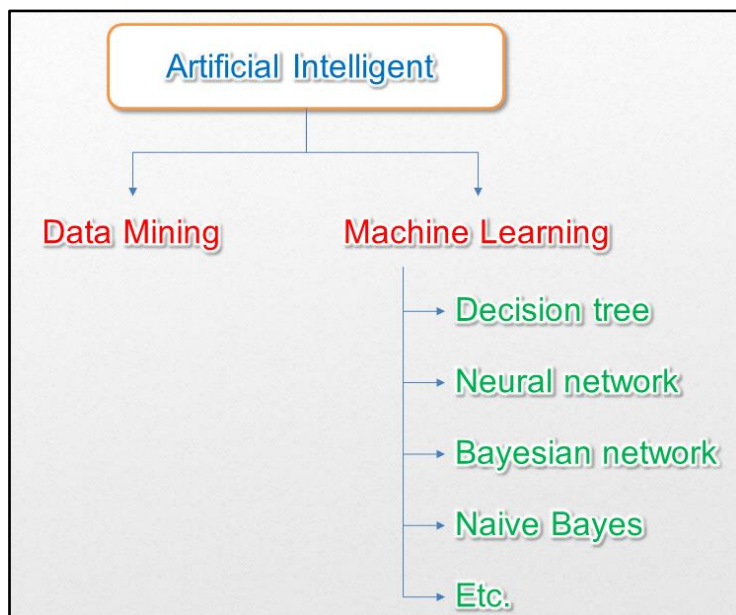 Artificial Intelligent
Data Mining
Machine Learning
Decision tree
Neural network
Bayesian network
Naive Bayes
Etc.